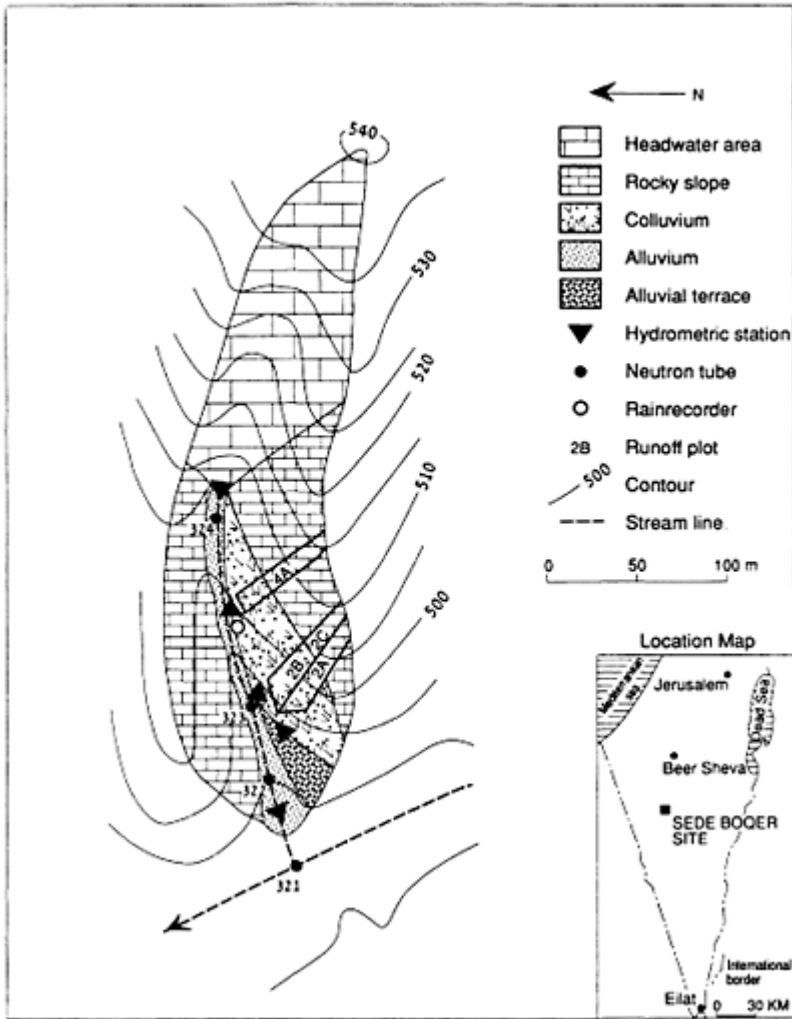 540
530
520
510
500
324
4A
2B
2C
2A
321
N
Headwater area
Rocky slope
Colluvium
Alluvium
Alluvial terrace
Hydrometric station
Neutron tube
Rainrecorder
2B Runoff plot
500 Contour
Stream line
0 50 100 m
Location Map
Mediterranean
sea
Jerusalem
Dead Sea
Beer Sheva
SEDE BOQER
SITE
International
border
Eilat
0 30 KM